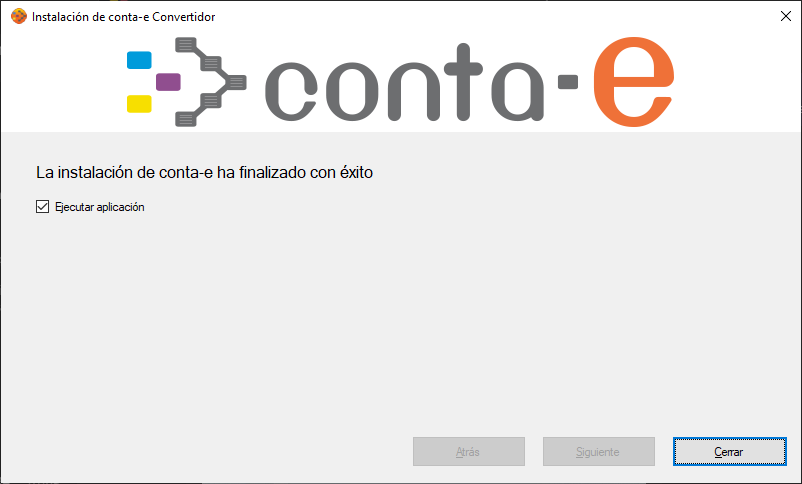 Instalación de conta-e Convertidor
conta-e
La instalación de conta-e ha finalizado con éxito
Ejecutar aplicación
Atrás
Siguiente
Cerrar